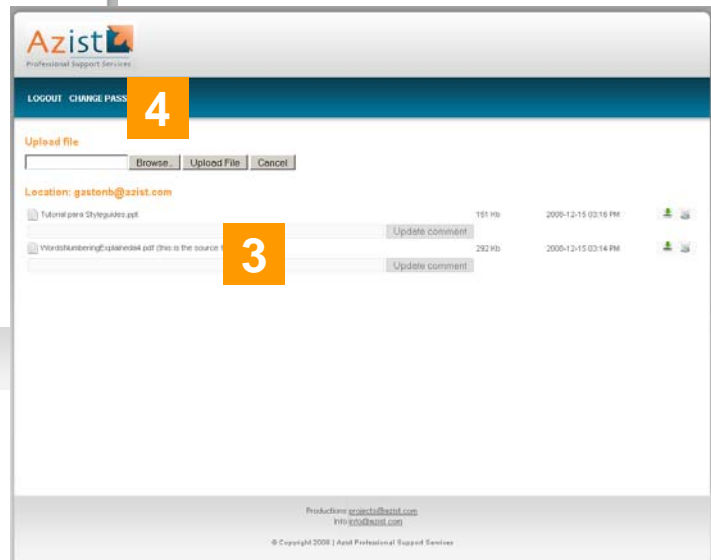 Azist
Professional Support Services
LOGOUT CHANGE PASS
4
Upload file
Browse.. Upload File Cancel
Location: gastonb@azist.com
Tutorial para Styleguides.ppt 151 Kb 2008-12-15 03:16 PM
Update comment
WordsNumberingExplained4.pdf (this is the source 292 Kb 2008-12-15 03:14 PM
3
Update comment
Productions projects@azist.com
Info info@azist.com
© Copyright 2008 | Azist Professional Support Services